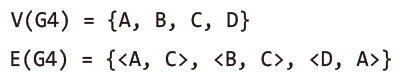 V(G4) = {A, B, C, D}
E(G4) = {<A, C>, <B, C>, <D, A>}